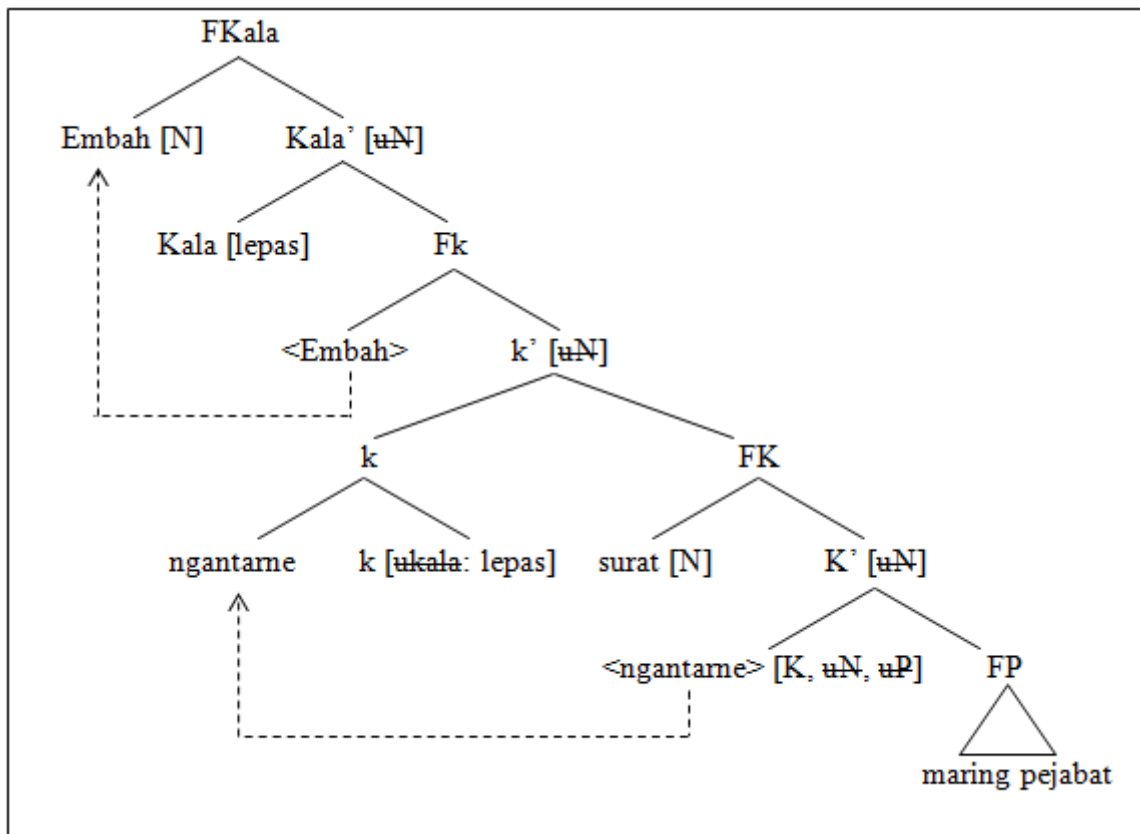 FKala
Embah [N] Kala’ [uN]
Kala [lepas] Fk
<Embah> k’ [uN]
k FK
ngantarne k [ukala: lepas] surat [N] K’ [uN]
<ngantarne> [K, uN, uP] FP
maring pejabat